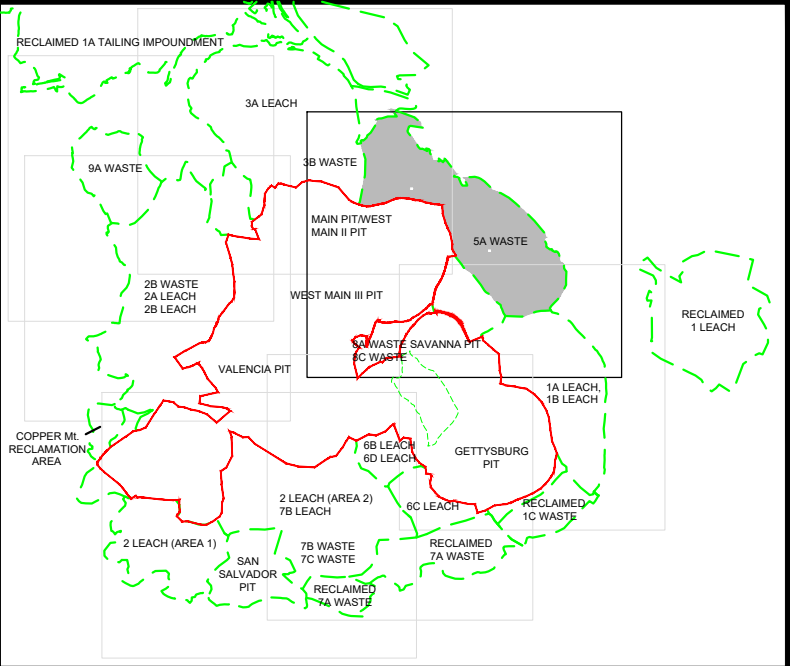 RECLAIMED 1A TAILING IMPOUNDMENT
3A LEACH
3B WASTE
9A WASTE
MAIN PIT/WEST
MAIN II PIT
5A WASTE
2B WASTE
2A LEACH
2B LEACH
WEST MAIN III PIT
RECLAIMED
1 LEACH
8A WASTE SAVANNA PIT
8C WASTE
VALENCIA PIT
1A LEACH,
1B LEACH
COPPER Mt.
RECLAMATION
AREA
6B LEACH
6D LEACH
GETTYSBURG
PIT
2 LEACH (AREA 2)
7B LEACH
6C LEACH
RECLAIMED
1C WASTE
2 LEACH (AREA 1)
7B WASTE
7C WASTE
RECLAIMED
7A WASTE
SAN
SALVADOR
PIT
RECLAIMED
7A WASTE